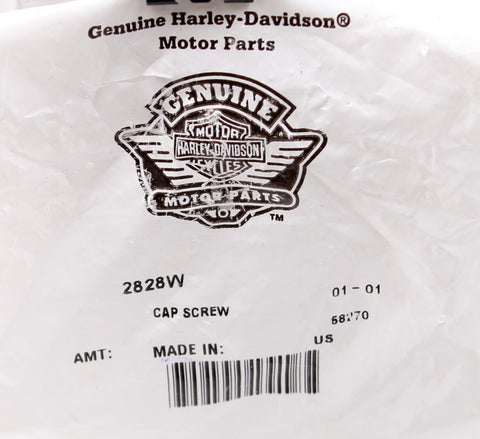 Genuine Harley-Davidson®
Motor Parts
GENUINE
MOTOR
HARLEY-DAVIDSON
CYCLES
MOTOR PARTS
TM
2828W
01-01
CAP SCREW
68270
US
AMT: MADE IN: